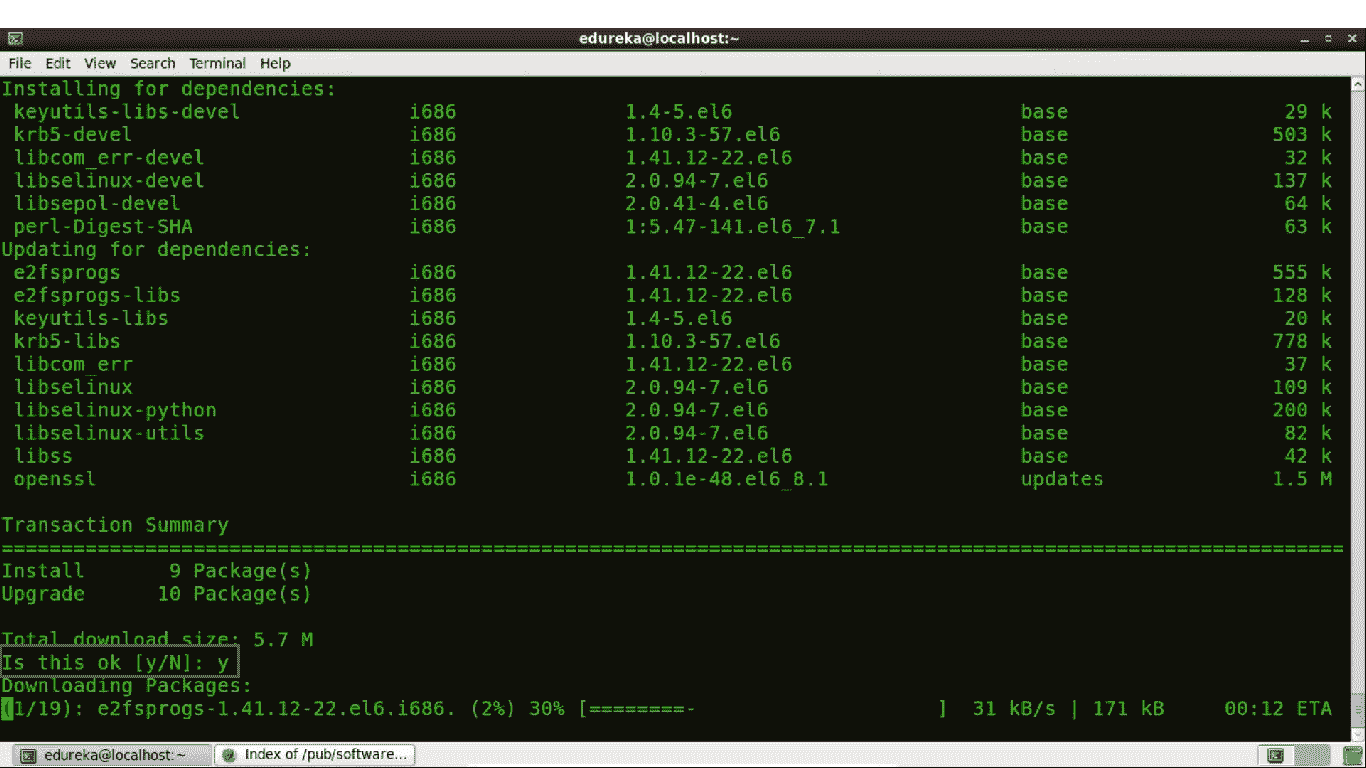 edureka@localhost:~
File Edit View Search Terminal Help
Installing for dependencies:
keyutils-libs-devel i686 1.4-5.el6 base 29 k
krb5-devel i686 1.10.3-57.el6 base 503 k
libcom_err-devel i686 1.41.12-22.el6 base 32 k
libselinux-devel i686 2.0.94-7.el6 base 137 k
libsepol-devel i686 2.0.41-4.el6 base 64 k
perl-Digest-SHA i686 1:5.47-141.el6_7.1 base 63 k
Updating for dependencies:
e2fsprogs i686 1.41.12-22.el6 base 555 k
e2fsprogs-libs i686 1.41.12-22.el6 base 128 k
keyutils-libs i686 1.4-5.el6 base 20 k
krb5-libs i686 1.10.3-57.el6 base 778 k
libcom_err i686 1.41.12-22.el6 base 37 k
libselinux i686 2.0.94-7.el6 base 109 k
libselinux-python i686 2.0.94-7.el6 base 200 k
libselinux-utils i686 2.0.94-7.el6 base 82 k
libss i686 1.41.12-22.el6 base 42 k
openssl i686 1.0.1e-48.el6_8.1 updates 1.5 M
Transaction Summary
================================================================================
Install 9 Package(s)
Upgrade 10 Package(s)
Total download size: 5.7 M
Is this ok [y/N]: y
Downloading Packages:
(1/19): e2fsprogs-1.41.12-22.el6.i686. (2%) 30% [========- ] 31 kB/s | 171 kB 00:12 ETA
edureka@localhost:~ Index of /pub/software...